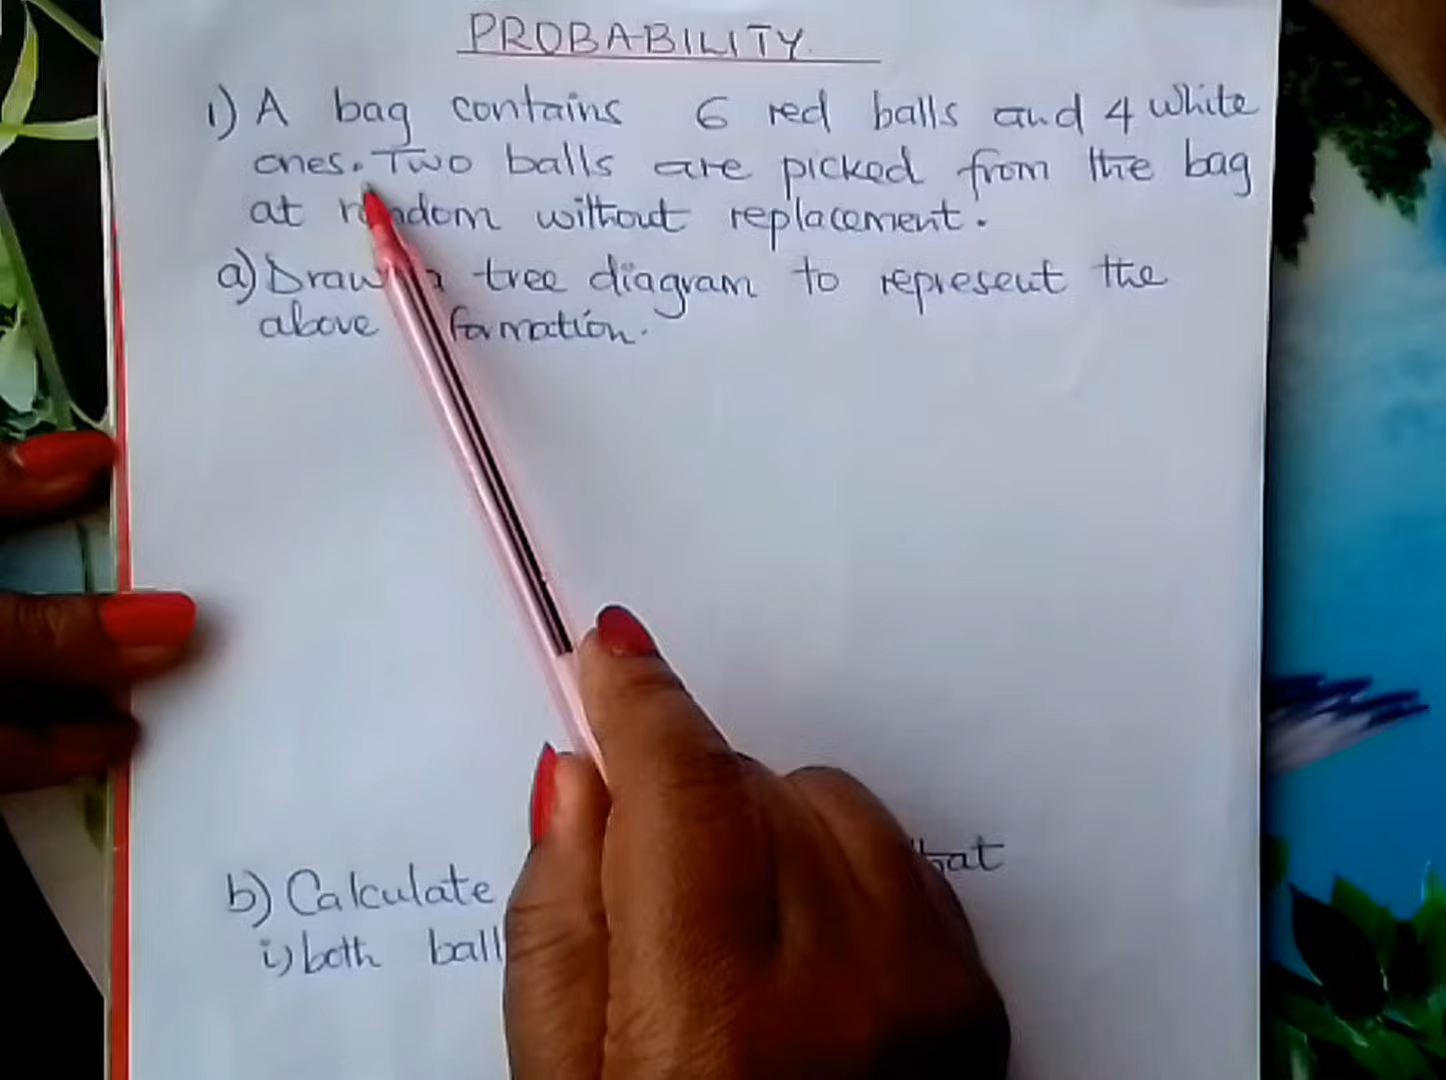 PROBABILITY
1) A bag contains 6 red balls and 4 white
ones. Two balls are picked from the bag
at random without replacement.
a) Draw a tree diagram to represent the
above formation.
b) Calculate hat
i) both ball